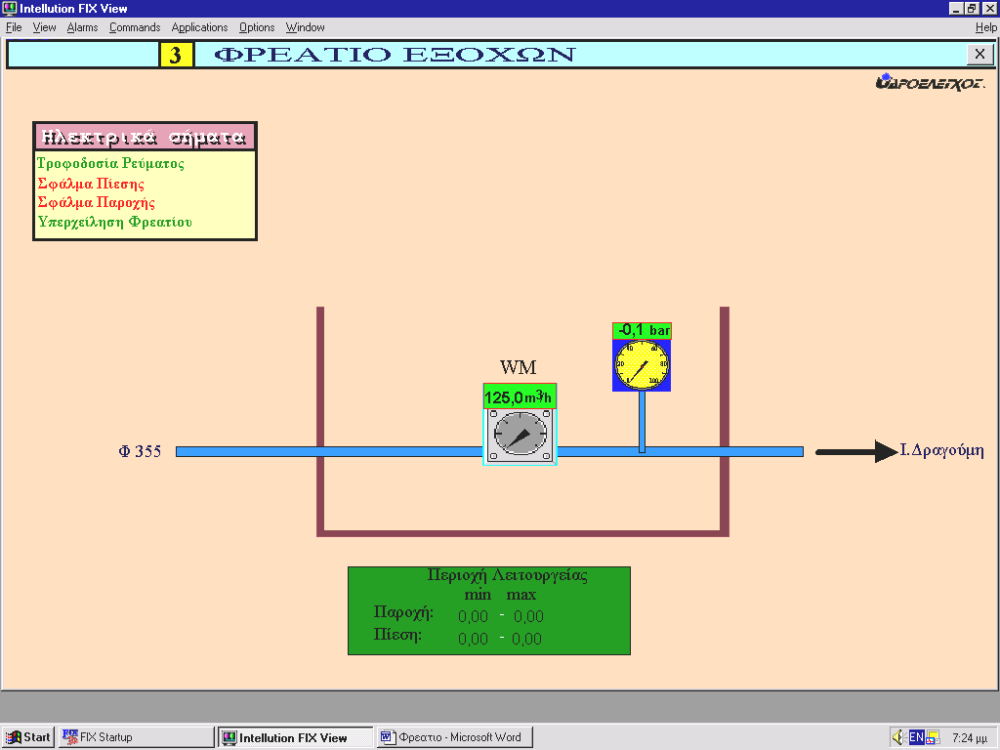 Intellution FIX View
File View Alarms Commands Applications Options Window Help
3 ΦΡΕΑΤΙΟ ΕΞΟΧΩΝ
ΥΔΡΟΕΛΕΓΧΟΣ.
Ηλεκτρικά σήματα
Τροφοδοσία Ρεύματος
Σφάλμα Πίεσης
Σφάλμα Παροχής
Υπερχείληση Φρεατίου
-0,1 bar
WM
125,0 m³/h
Φ 355
Ι.Δραγούμη
Περιοχή Λειτουργείας
min max
Παροχή: 0,00 - 0,00
Πίεση: 0,00 - 0,00
Start FIX Startup Intellution FIX View Φρεατιο - Microsoft Word EN 7:24 μμ